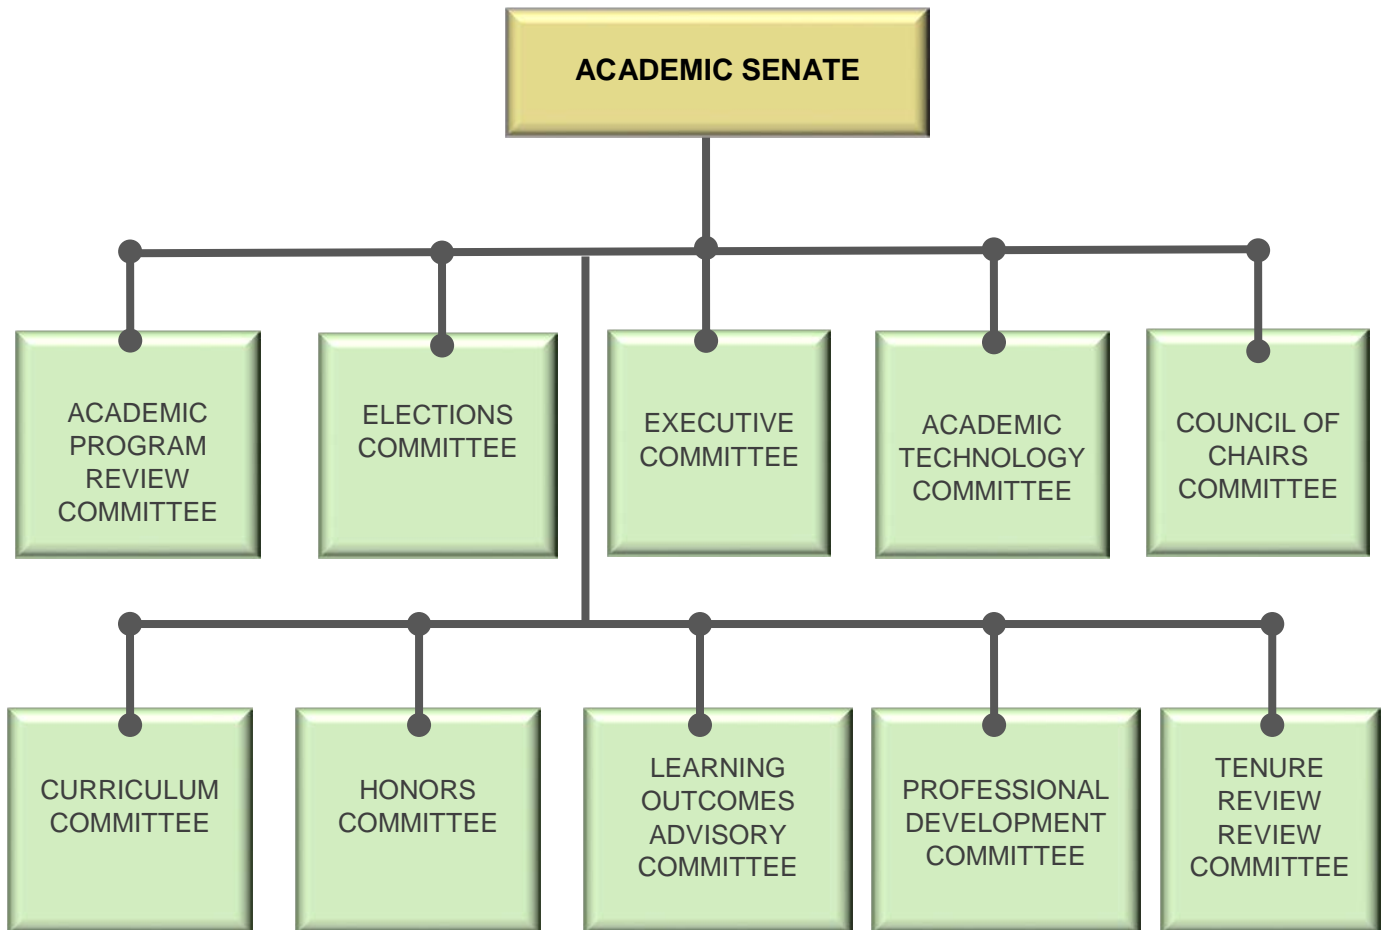 ACADEMIC SENATE
ACADEMIC
PROGRAM
REVIEW
COMMITTEE
ELECTIONS
COMMITTEE
EXECUTIVE
COMMITTEE
ACADEMIC
TECHNOLOGY
COMMITTEE
COUNCIL OF
CHAIRS
COMMITTEE
CURRICULUM
COMMITTEE
HONORS
COMMITTEE
LEARNING
OUTCOMES
ADVISORY
COMMITTEE
PROFESSIONAL
DEVELOPMENT
COMMITTEE
TENURE
REVIEW
REVIEW
COMMITTEE